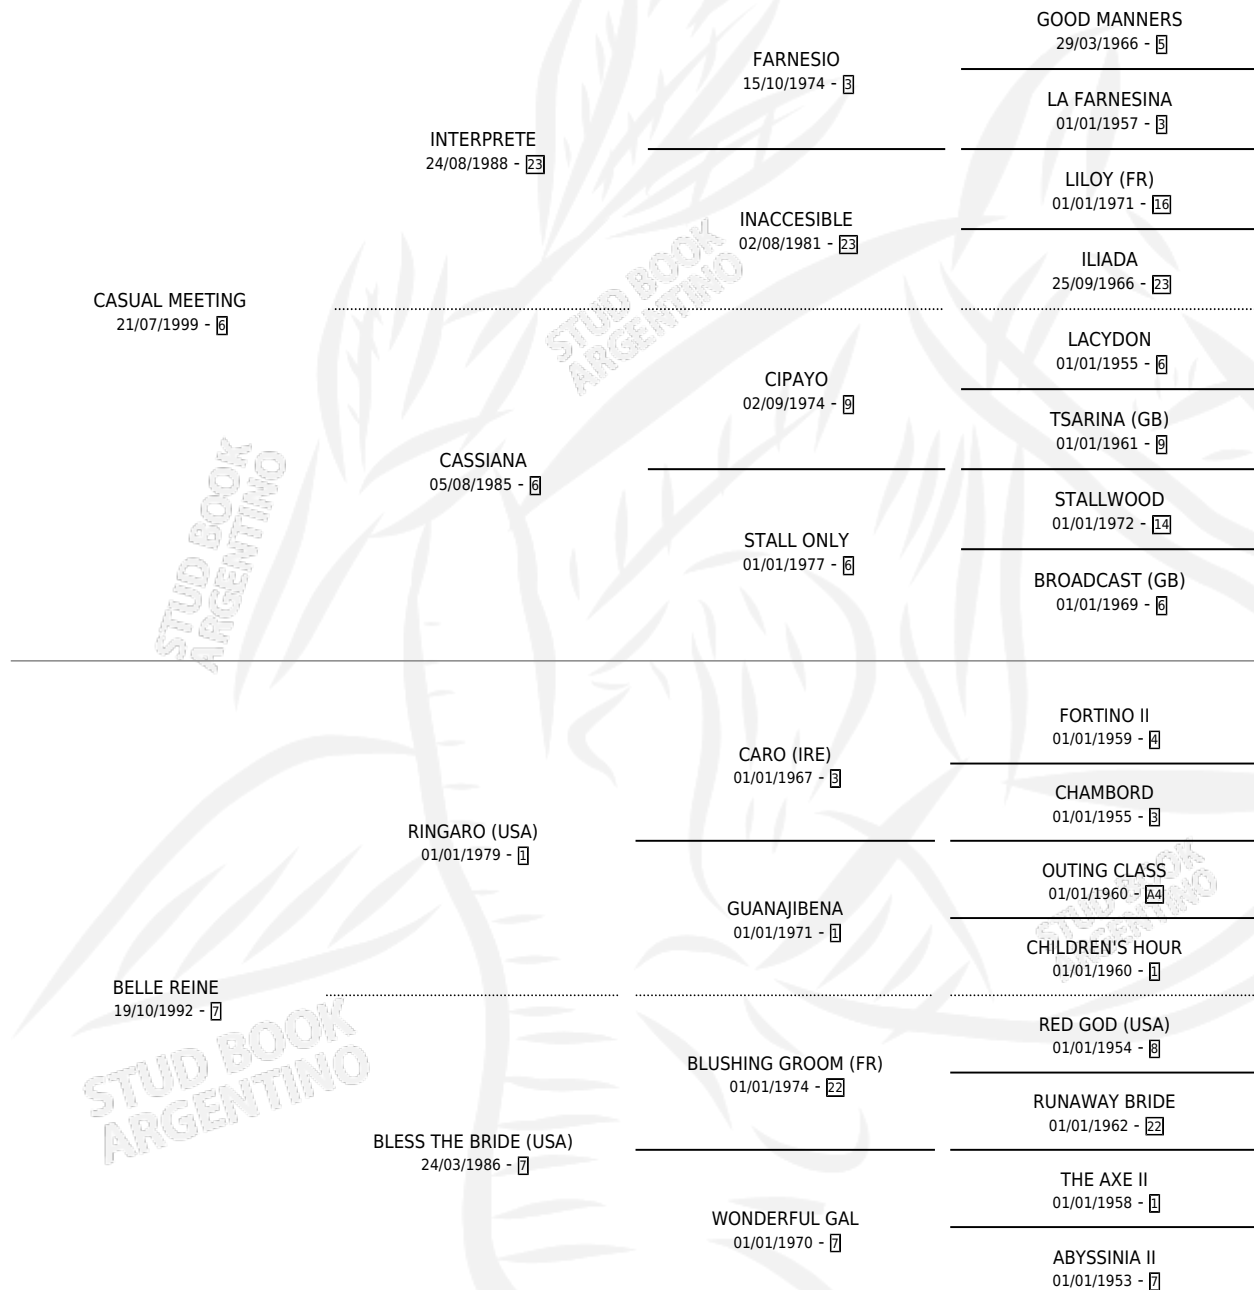 GOOD MANNERS
29/03/1966 - 5
FARNESIO
15/10/1974 - 3
LA FARNESINA
01/01/1957 - 3
INTERPRETE
24/08/1988 - 23
LILOY (FR)
01/01/1971 - 16
INACCESIBLE
02/08/1981 - 23
ILIADA
25/09/1966 - 23
CASUAL MEETING
21/07/1999 - 6
LACYDON
01/01/1955 - 6
CIPAYO
02/09/1974 - 9
TSARINA (GB)
01/01/1961 - 9
CASSIANA
05/08/1985 - 6
STALLWOOD
01/01/1972 - 14
STALL ONLY
01/01/1977 - 6
BROADCAST (GB)
01/01/1969 - 6
FORTINO II
01/01/1959 - 4
CARO (IRE)
01/01/1967 - 3
CHAMBORD
01/01/1955 - 3
RINGARO (USA)
01/01/1979 - 1
OUTING CLASS
01/01/1960 - A4
GUANAJIBENA
01/01/1971 - 1
CHILDREN'S HOUR
01/01/1960 - 1
BELLE REINE
19/10/1992 - 7
RED GOD (USA)
01/01/1954 - 8
BLUSHING GROOM (FR)
01/01/1974 - 22
RUNAWAY BRIDE
01/01/1962 - 22
BLESS THE BRIDE (USA)
24/03/1986 - 7
THE AXE II
01/01/1958 - 1
WONDERFUL GAL
01/01/1970 - 7
ABYSSINIA II
01/01/1953 - 7
STUD BOOK
ARGENTINO
STUD BOOK
ARGENTINO
STUD BOOK
ARGENTINO
STUD BOOK
ARGENTINO